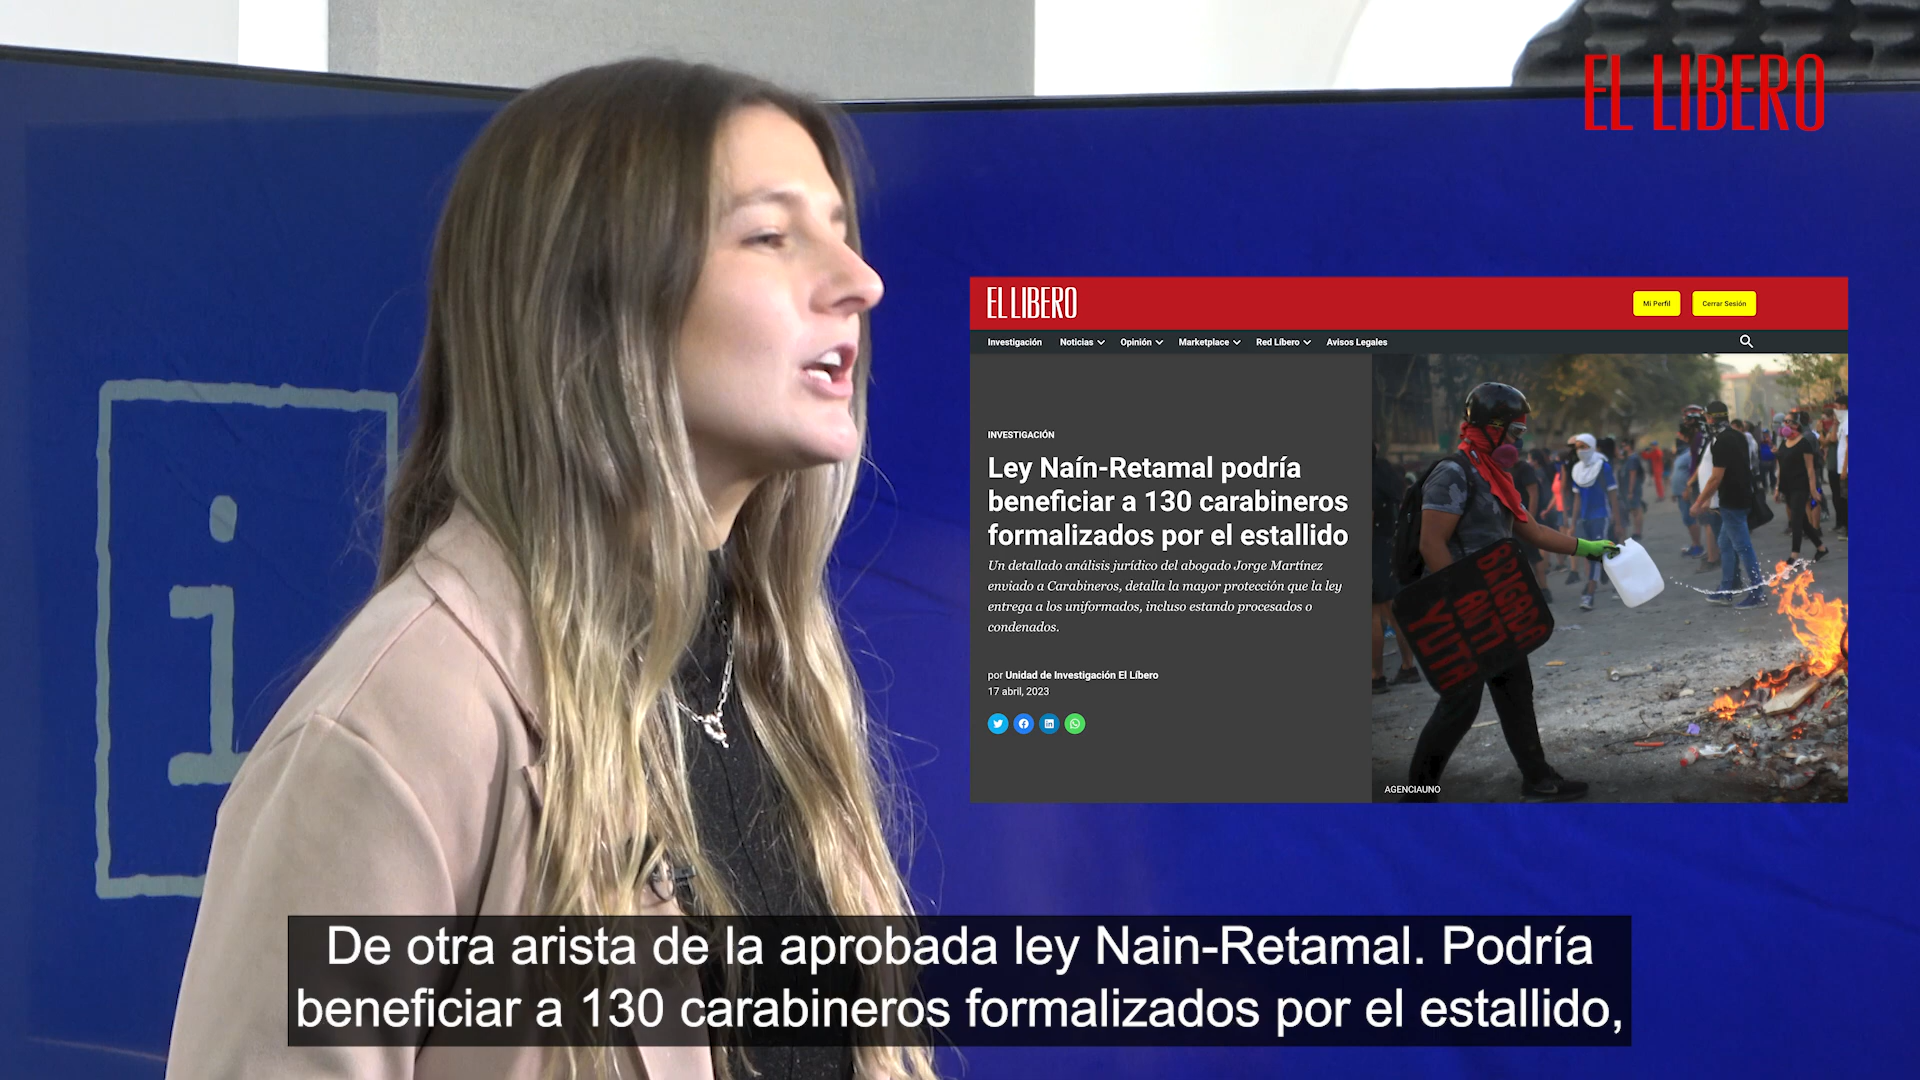 EL LIBERO
i
EL LIBERO
Mi Perfil
Cerrar Sesión
Investigación
Noticias
Opinión
Marketplace
Red Líbero
Avisos Legales
INVESTIGACIÓN
Ley Naín-Retamal podría
beneficiar a 130 carabineros
formalizados por el estallido
Un detallado análisis jurídico del abogado Jorge Martínez
enviado a Carabineros, detalla la mayor protección que la ley
entrega a los uniformados, incluso estando procesados o
condenados.
por Unidad de Investigación El Líbero
17 abril, 2023
BRIGADA
ANTI
YUTA
AGENCIAUNO
De otra arista de la aprobada ley Nain-Retamal. Podría
beneficiar a 130 carabineros formalizados por el estallido,